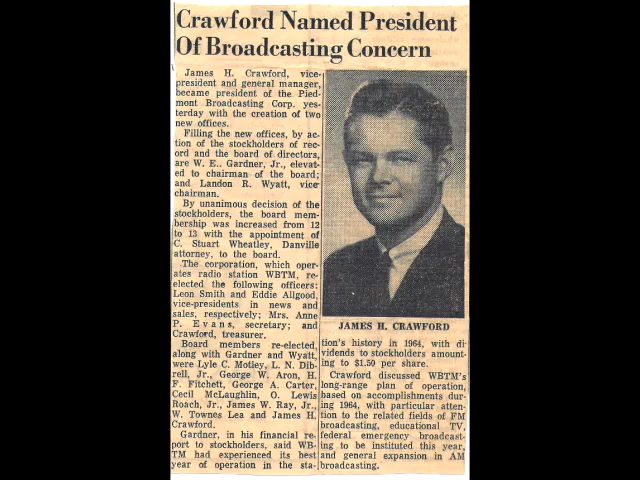 Crawford Named President
Of Broadcasting Concern
James H. Crawford, vice-
president and general manager,
became president of the Pied-
mont Broadcasting Corp. yes-
terday with the creation of two
new offices.
Filling the new offices, by ac-
tion of the stockholders of rec-
ord and the board of directors,
are W. E.. Gardner, Jr., elevat-
ed to chairman of the board;
and Landon R. Wyatt, vice
chairman.
By unanimous decision of the
stockholders, the board mem-
bership was increased from 12
to 13 with the appointment of
C. Stuart Wheatley, Danville
attorney, to the board.
The corporation, which oper-
ates radio station WBTM, re-
elected the following officers:
Leon Smith and Eddie Allgood,
vice-presidents in news and
sales, respectively; Mrs. Anne
P. Evans, secretary; and
Crawford, treasurer.
Board members re-elected,
along with Gardner and Wyatt,
were Lyle C. Motley, L. N. Dib-
rell, Jr., George W. Aron, H.
F. Fitchett, George A. Carter,
Cecil McLaughlin, O. Lewis
Roach, Jr., James W. Ray, Jr.,
W. Townes Lea and James H.
Crawford.
Gardner, in his financial re-
port to stockholders, said WB-
TM had experienced its best
year of operation in the sta-
JAMES H. CRAWFORD
tion's history in 1964, with di-
vidends to stockholders amount-
ing to $1.50 per share.
Crawford discussed WBTM's
long-range plan of operation,
based on accomplishments dur-
ing 1964, with particular atten-
tion to the related fields of FM
broadcasting, educational TV,
federal emergency broadcast-
ing to be instituted this year,
and general expansion in AM
broadcasting.